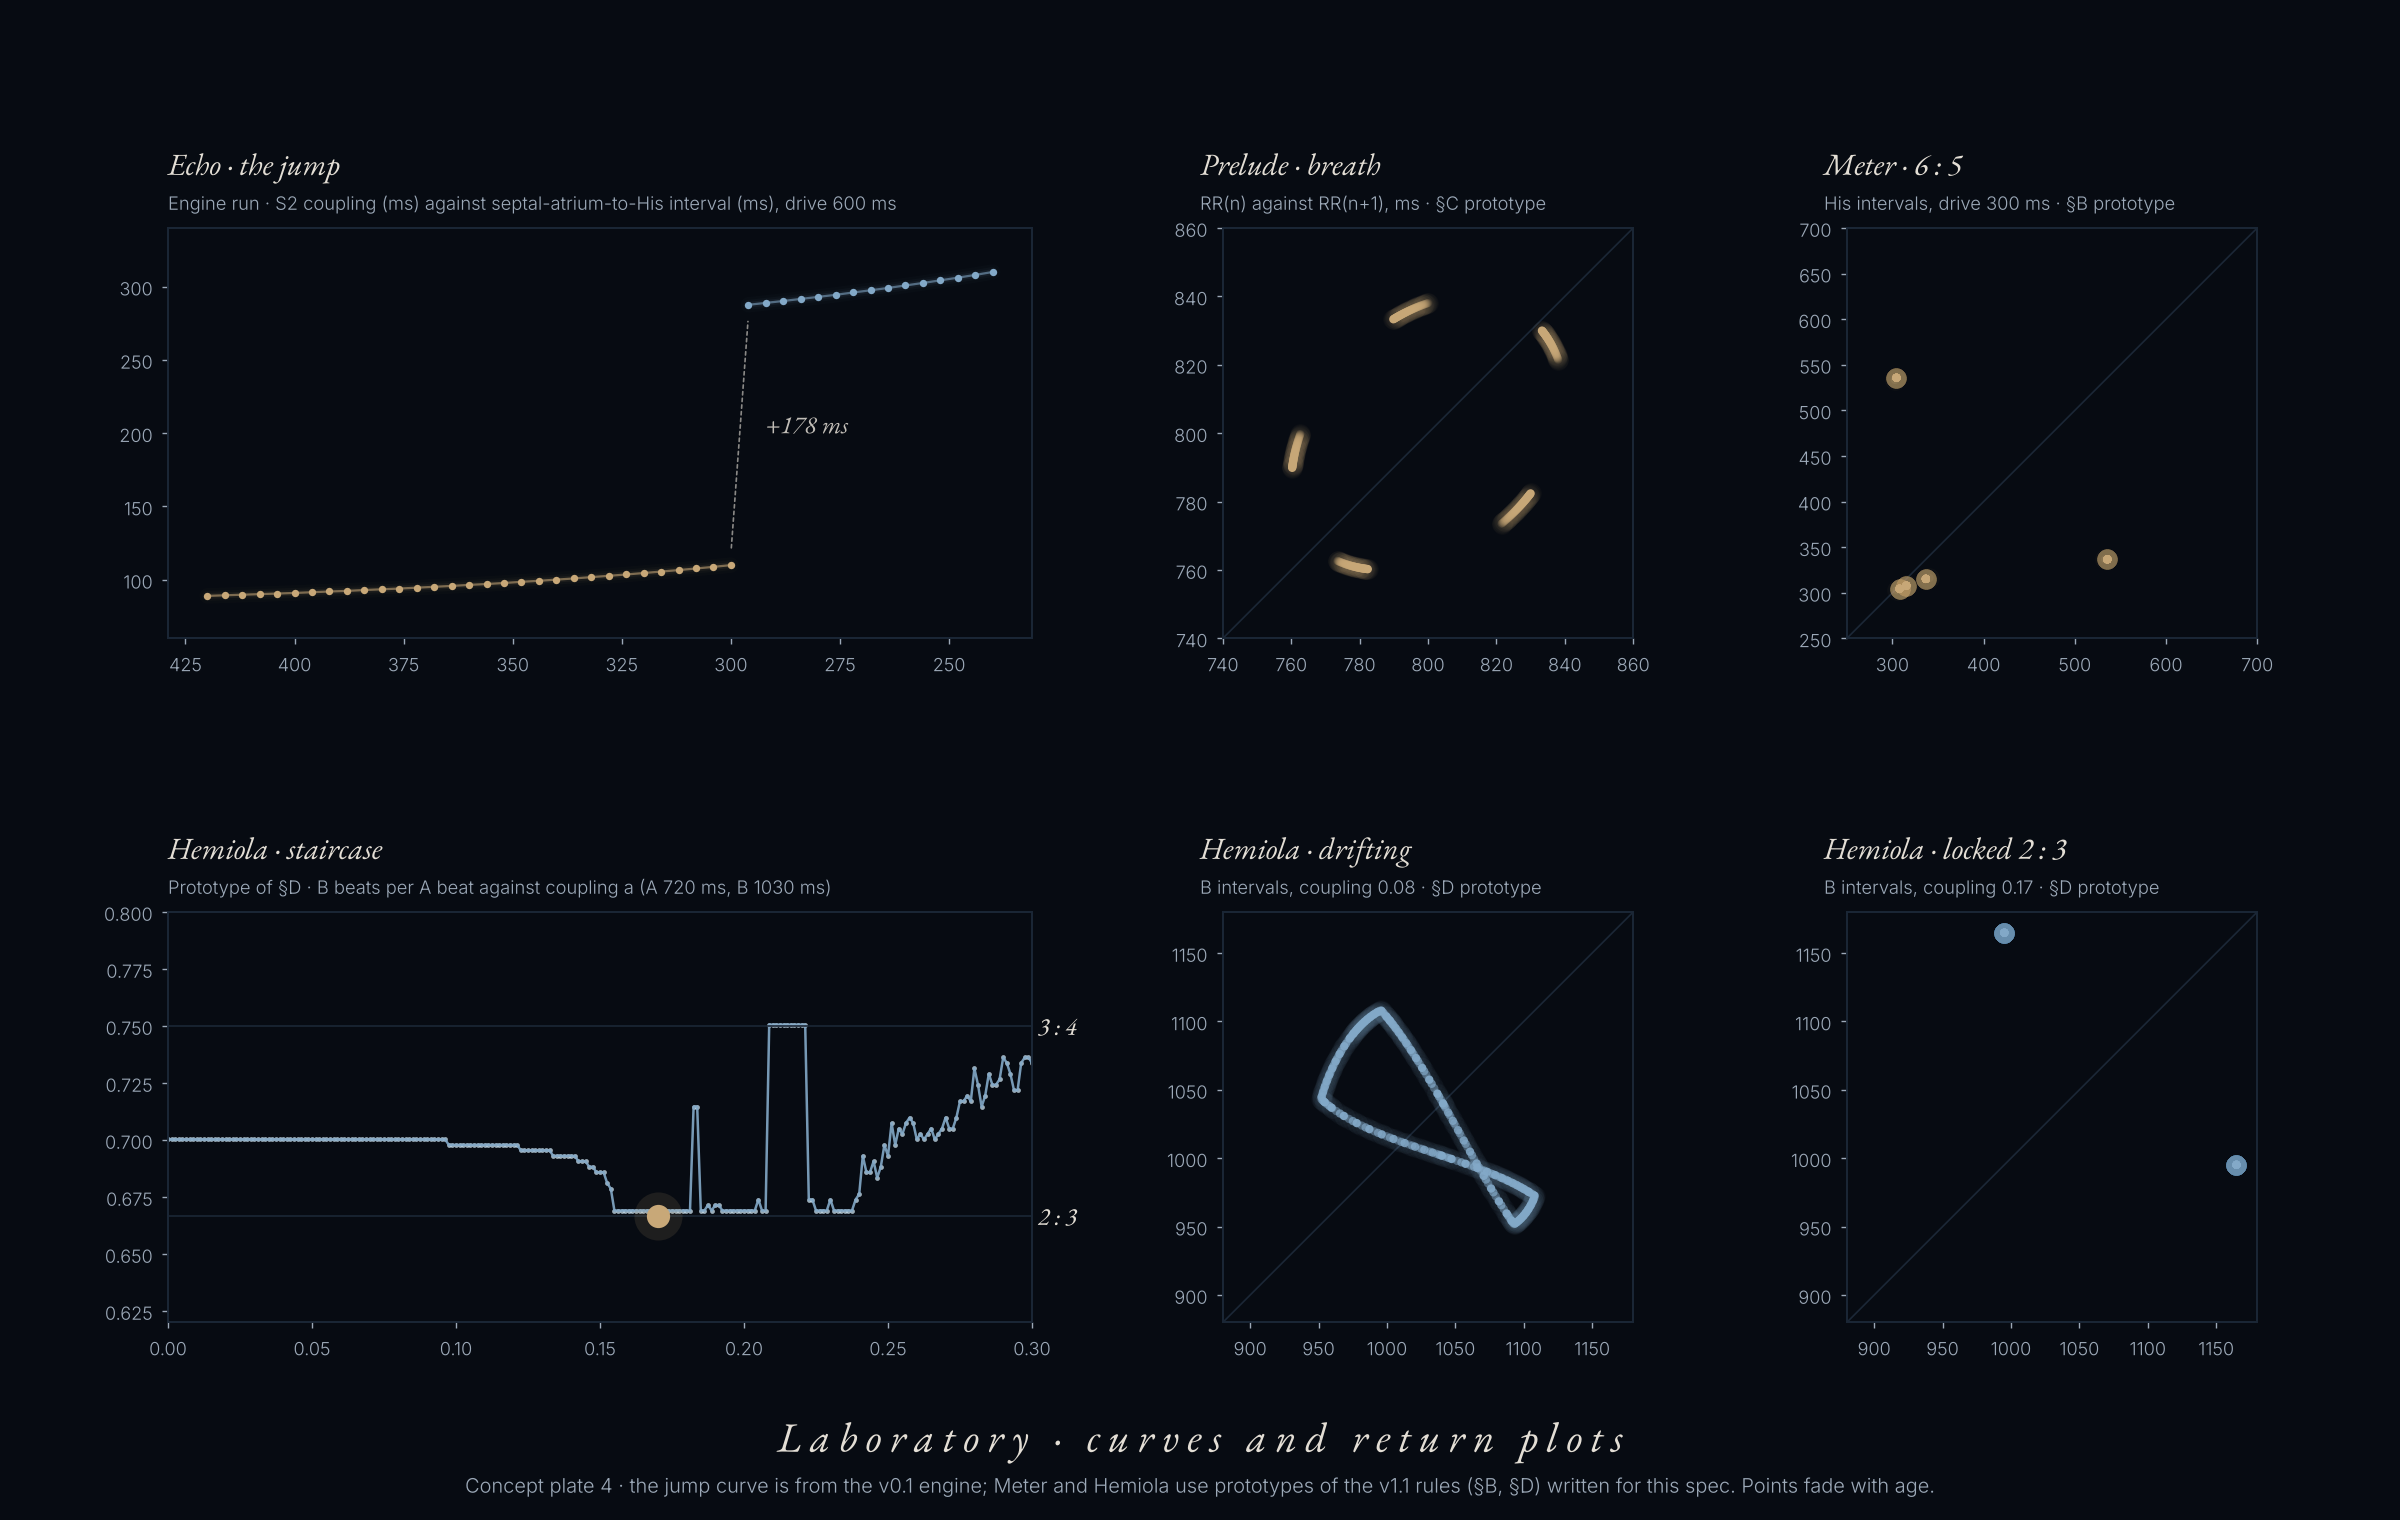 Echo · the jump
Engine run · S2 coupling (ms) against septal-atrium-to-His interval (ms), drive 600 ms
300
250
200
150
100
+178 ms
425 400 375 350 325 300 275 250
Prelude · breath
RR(n) against RR(n+1), ms · §C prototype
860
840
820
800
780
760
740
740 760 780 800 820 840 860
Meter · 6 : 5
His intervals, drive 300 ms · §B prototype
700
650
600
550
500
450
400
350
300
250
300 400 500 600 700
Hemiola · staircase
Prototype of §D · B beats per A beat against coupling a (A 720 ms, B 1030 ms)
0.800
0.775
0.750
0.725
0.700
0.675
0.650
0.625
3 : 4
2 : 3
0.00 0.05 0.10 0.15 0.20 0.25 0.30
Hemiola · drifting
B intervals, coupling 0.08 · §D prototype
1150
1100
1050
1000
950
900
900 950 1000 1050 1100 1150
Hemiola · locked 2 : 3
B intervals, coupling 0.17 · §D prototype
1150
1100
1050
1000
950
900
900 950 1000 1050 1100 1150
Laboratory · curves and return plots
Concept plate 4 · the jump curve is from the v0.1 engine; Meter and Hemiola use prototypes of the v1.1 rules (§B, §D) written for this spec. Points fade with age.